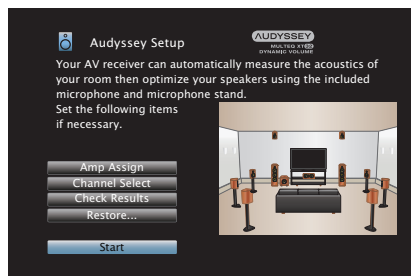 Audyssey Setup
AUDYSSEY
MULTEQ XT32
DYNAMIC VOLUME
Your AV receiver can automatically measure the acoustics of
your room then optimize your speakers using the included
microphone and microphone stand.
Set the following items
if necessary.
Amp Assign
Channel Select
Check Results
Restore...
Start